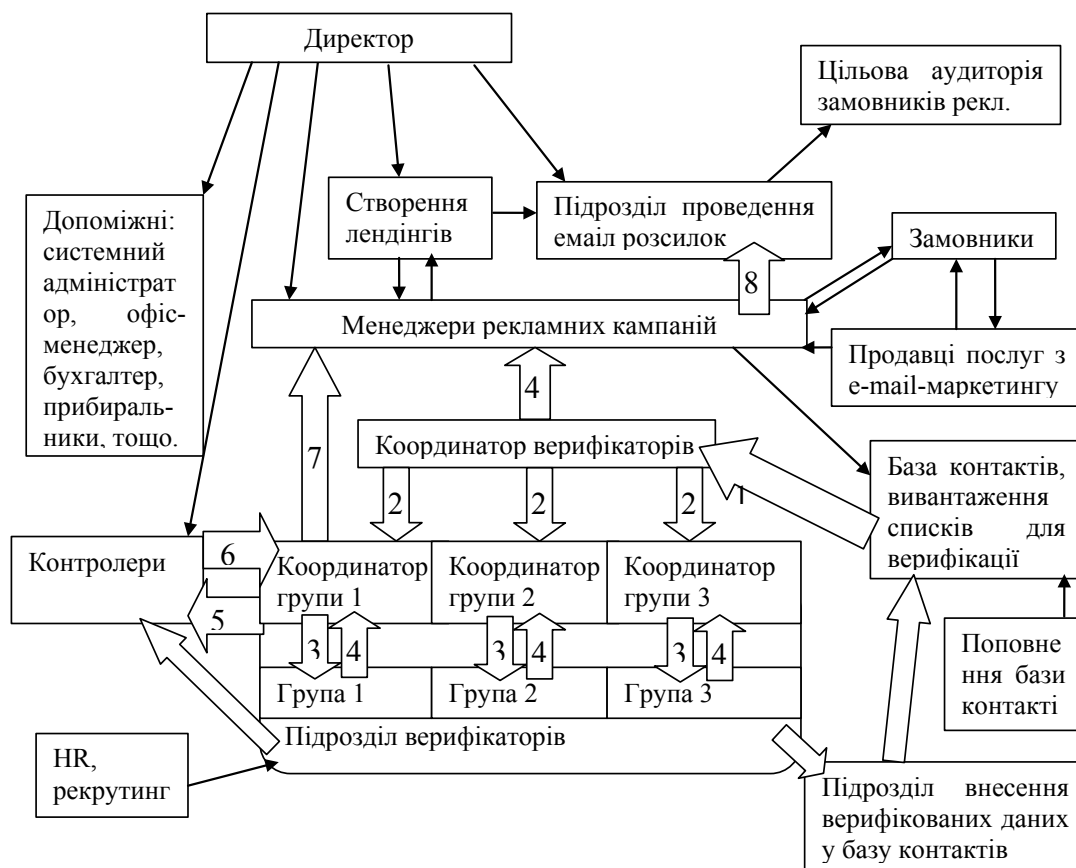 Директор
Цільова аудиторія
замовників рекл.
Допоміжні:
системний
адміністрат
ор, офіс-
менеджер,
бухгалтер,
прибираль-
ники, тощо.
Створення
лендінгів
Підрозділ проведення
емаіл розсилок
Замовники
8
Менеджери рекламних кампаній
Продавці послуг з
e-mail-маркетингу
4
7
Координатор верифікаторів
1
База контактів,
вивантаження
списків для
верифікації
2
2
2
Контролери
6
5
Координатор
групи 1
Координатор
групи 2
Координатор
групи 3
3
4
3
4
3
4
Група 1
Група 2
Група 3
Підрозділ верифікаторів
Поповнен
ня бази
контакті
HR,
рекрутинг
Підрозділ внесення
верифікованих даних
у базу контактів